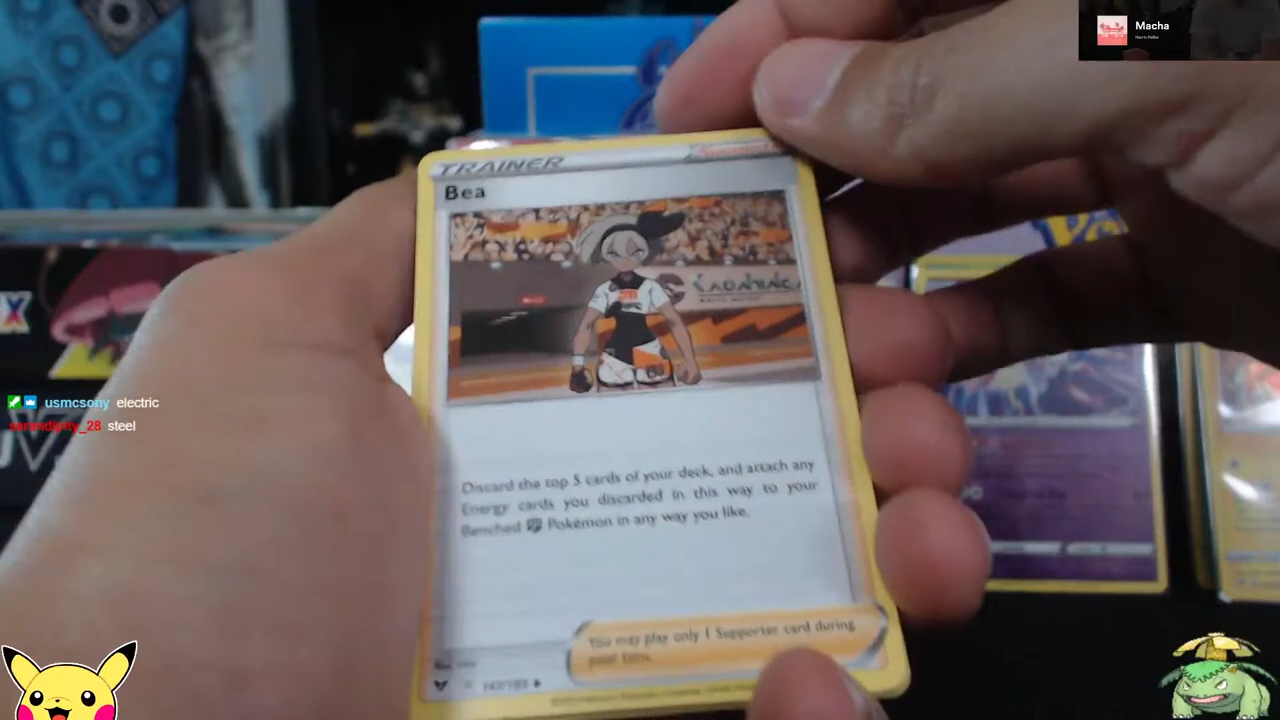 Macha
TRAINER
Supporter
Bea
usmcsony electric
serendipity_28 steel
Discard the top 5 cards of your deck, and attach any
Energy cards you discarded in this way to your
Benched Pokémon in any way you like.
You may play only 1 Supporter card during
your turn.